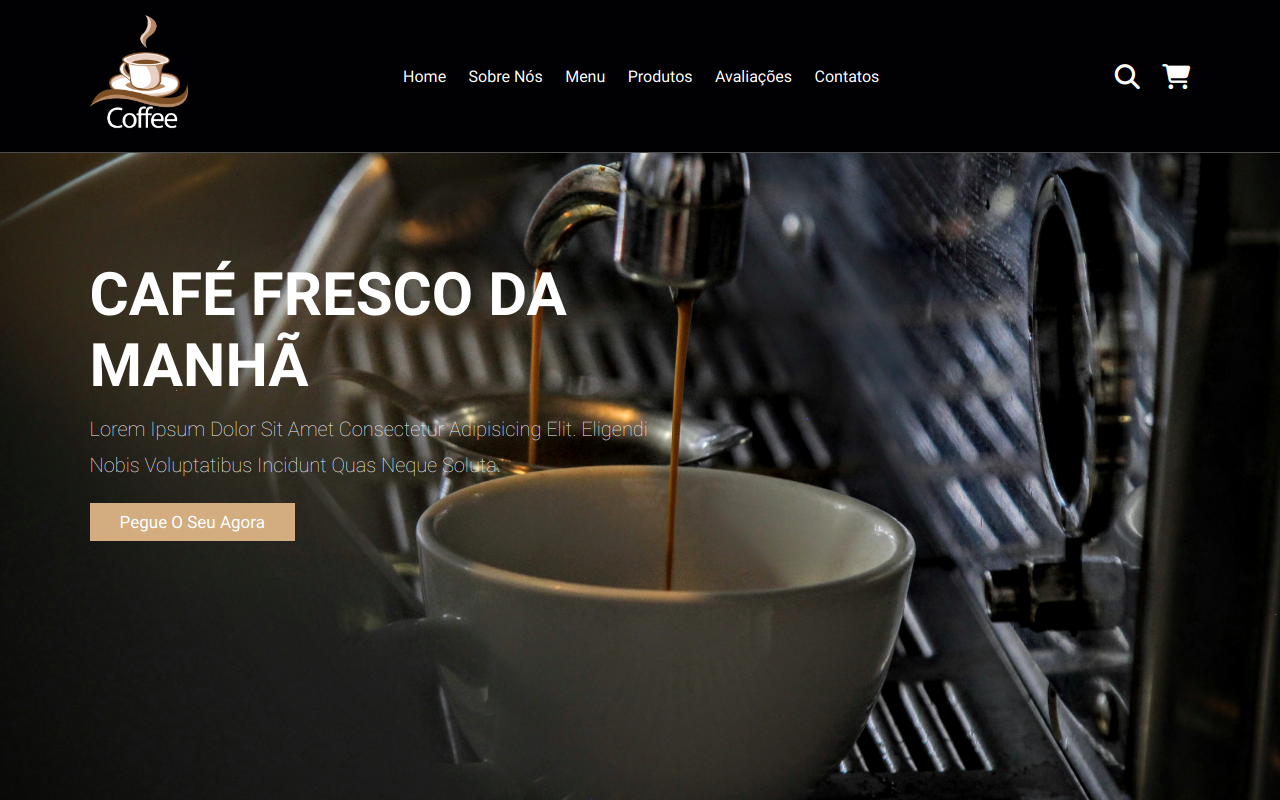 Coffee
Home Sobre Nós Menu Produtos Avaliações Contatos
CAFÉ FRESCO DA
MANHÃ
Lorem Ipsum Dolor Sit Amet Consectetur Adipisicing Elit. Eligendi
Nobis Voluptatibus Incidunt Quas Neque Soluta.
Pegue O Seu Agora